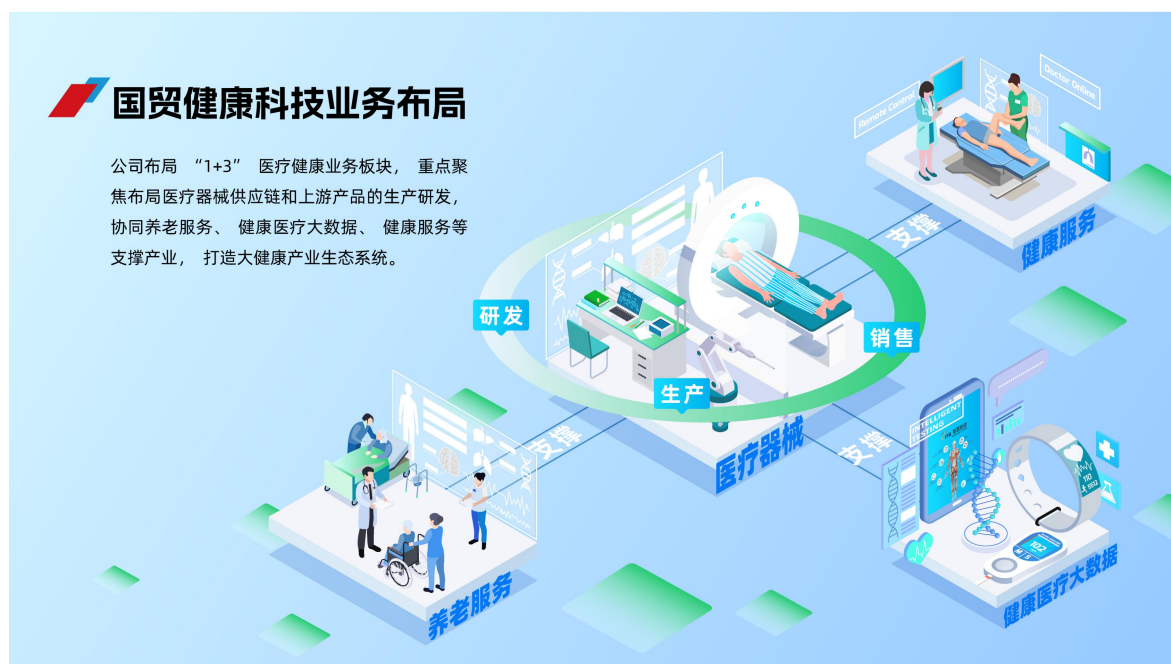 国贸健康科技业务布局
公司布局 “1+3” 医疗健康业务板块， 重点聚
焦布局医疗器械供应链和上游产品的生产研发，
协同养老服务、 健康医疗大数据、 健康服务等
支撑产业， 打造大健康产业生态系统。
Remote Control
Doctor Online
支撑
健康服务
研发
销售
生产
医疗器械
支撑
支撑
INTELLIGENT
TESTING
110
102
M
S
养老服务
健康医疗大数据